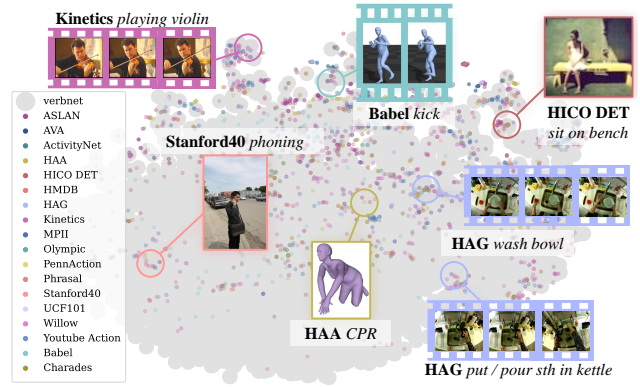 Kinetics playing violin
Babel kick
HICO DET
sit on bench
verbnet
ASLAN
AVA
ActivityNet
HAA
HICO DET
HMDB
HAG
Kinetics
MPII
Olympic
PennAction
Phrasal
Stanford40
UCF101
Willow
Youtube Action
Babel
Charades
Stanford40 phoning
HAG wash bowl
HAA CPR
HAG put / pour sth in kettle